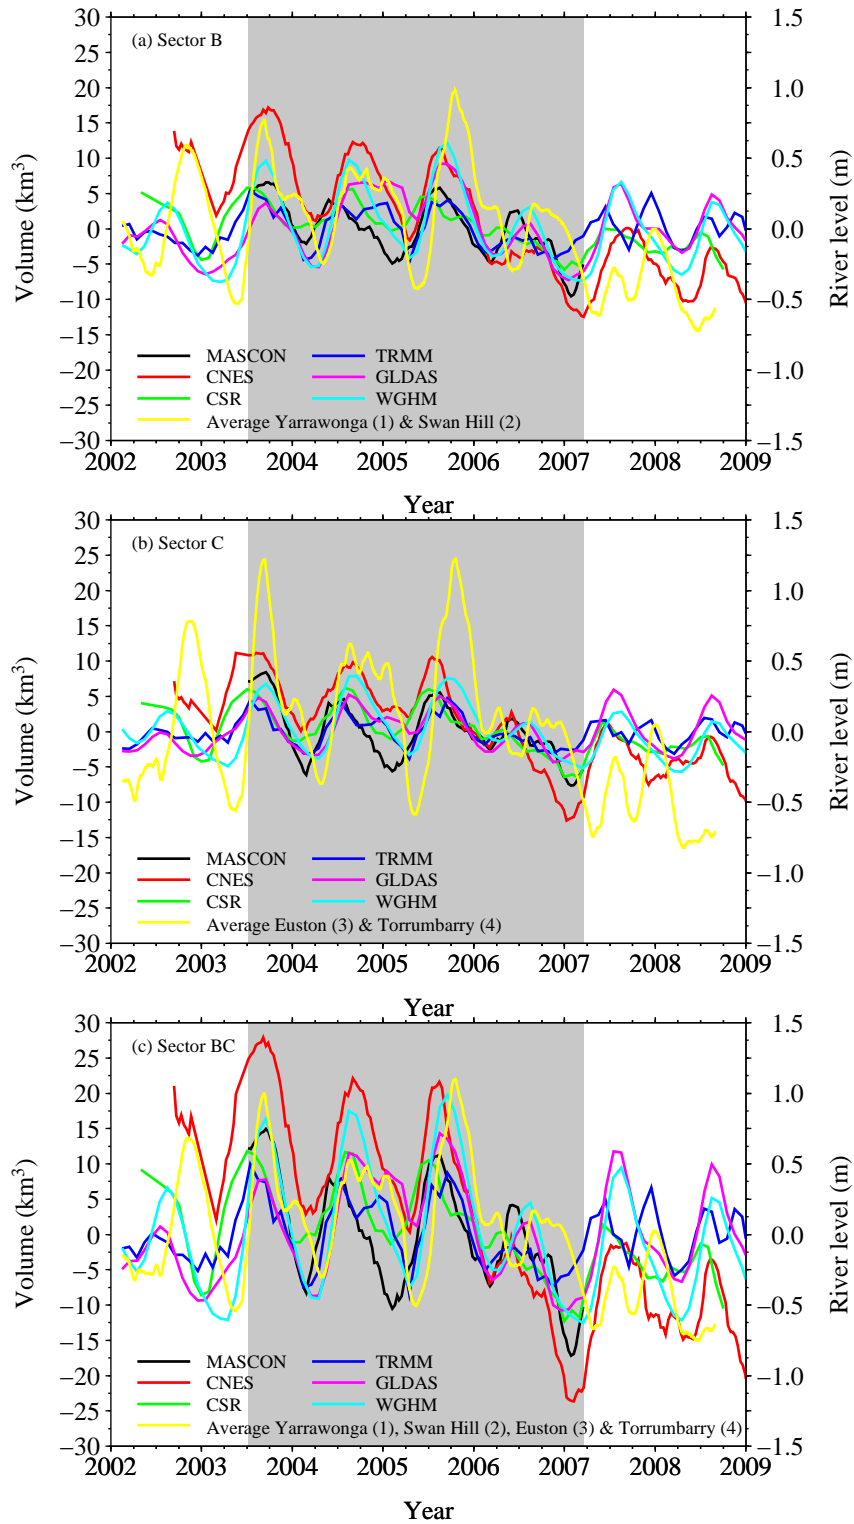 (a) Sector B
30
25
20
15
10
5
0
−5
−10
−15
−20
−25
−30
Volume (km3)
1.5
1.0
0.5
0.0
−0.5
−1.0
−1.5
River level (m)
MASCON TRMM
CNES GLDAS
CSR WGHM
Average Yarrawonga (1) & Swan Hill (2)
2002 2003 2004 2005 2006 2007 2008 2009
Year
(b) Sector C
30
25
20
15
10
5
0
−5
−10
−15
−20
−25
−30
Volume (km3)
1.5
1.0
0.5
0.0
−0.5
−1.0
−1.5
River level (m)
MASCON TRMM
CNES GLDAS
CSR WGHM
Average Euston (3) & Torrumbarry (4)
2002 2003 2004 2005 2006 2007 2008 2009
Year
(c) Sector BC
30
25
20
15
10
5
0
−5
−10
−15
−20
−25
−30
Volume (km3)
1.5
1.0
0.5
0.0
−0.5
−1.0
−1.5
River level (m)
MASCON TRMM
CNES GLDAS
CSR WGHM
Average Yarrawonga (1), Swan Hill (2), Euston (3) & Torrumbarry (4)
2002 2003 2004 2005 2006 2007 2008 2009
Year